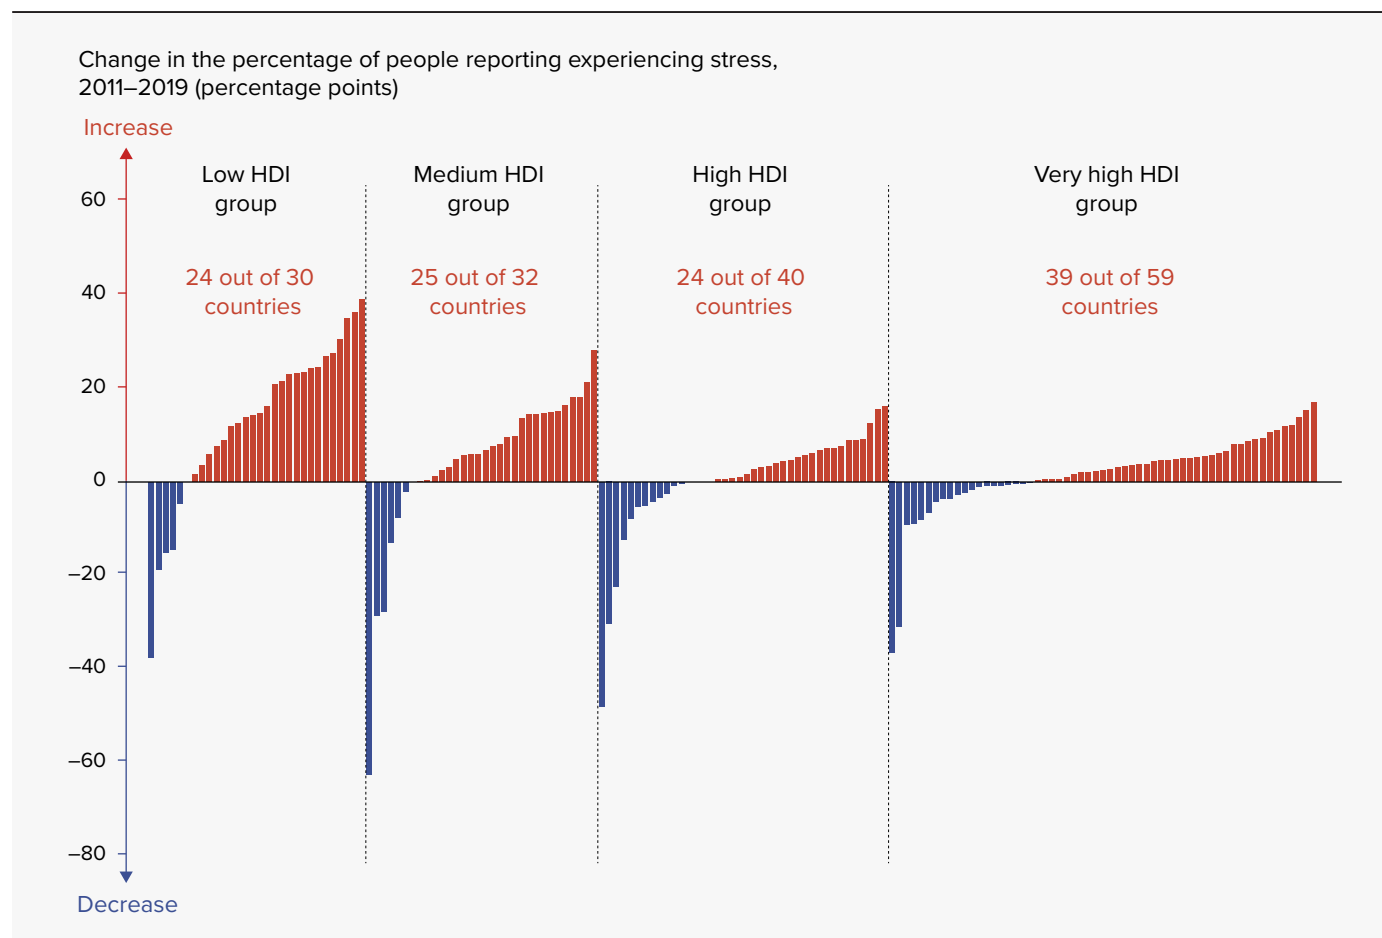 Change in the percentage of people reporting experiencing stress,
2011–2019 (percentage points)
Increase
Low HDI
group
Medium HDI
group
High HDI
group
Very high HDI
group
24 out of 30
countries
25 out of 32
countries
24 out of 40
countries
39 out of 59
countries
60
40
20
0
–20
–40
–60
–80
Decrease